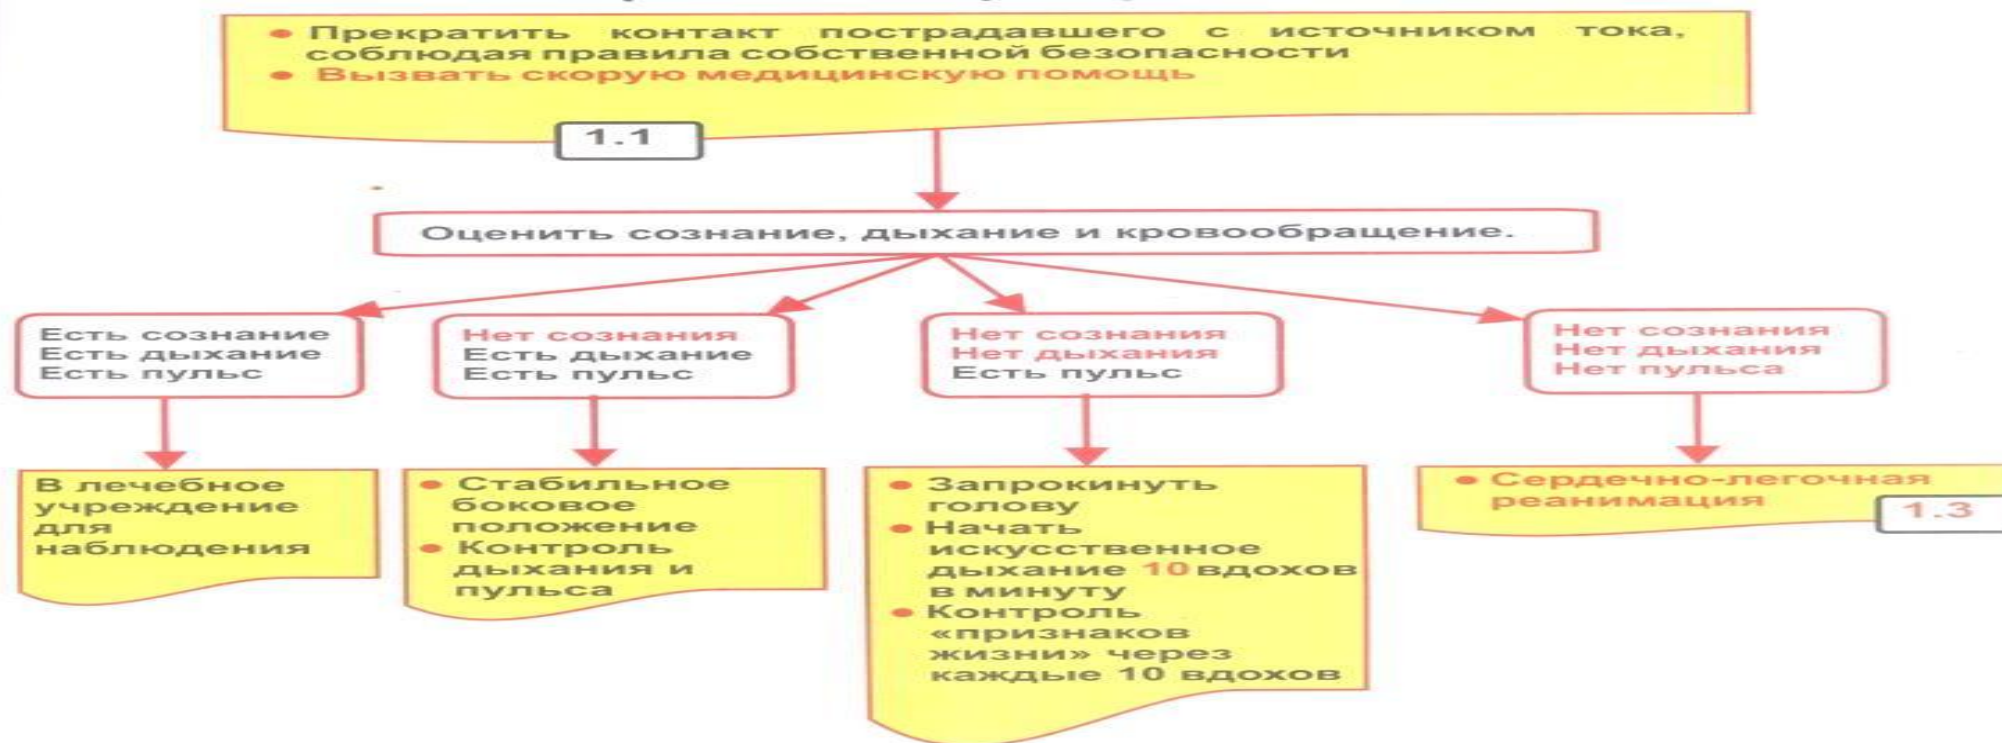 • Прекратить контакт пострадавшего с источником тока,
соблюдая правила собственной безопасности
• Вызвать скорую медицинскую помощь
1.1
Оценить сознание, дыхание и кровообращение.
Есть сознание
Есть дыхание
Есть пульс
Нет сознания
Есть дыхание
Есть пульс
Нет сознания
Нет дыхания
Есть пульс
Нет сознания
Нет дыхания
Нет пульса
В лечебное
учреждение
для
наблюдения
• Стабильное
боковое
положение
• Контроль
дыхания и
пульса
• Запрокинуть
голову
• Начать
искусственное
дыхание 10 вдохов
в минуту
• Контроль
«признаков
жизни» через
каждые 10 вдохов
• Сердечно-легочная
реанимация
1.3